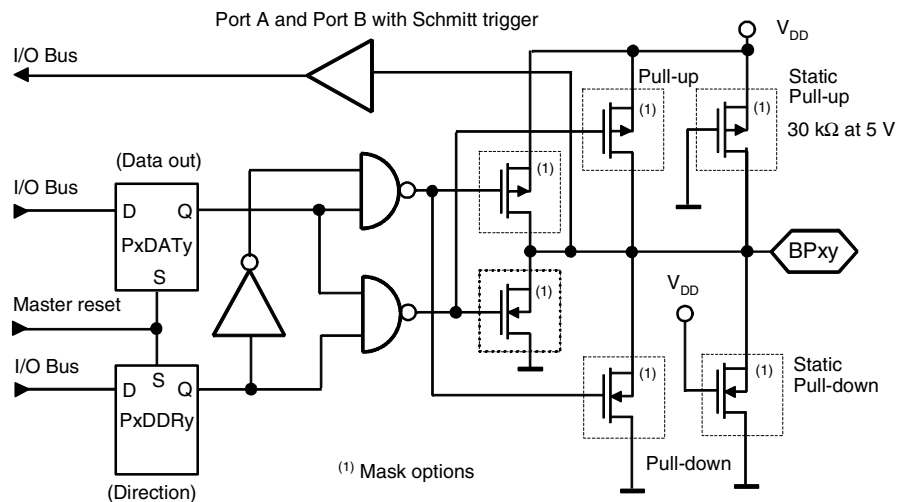 Port A and Port B with Schmitt trigger
V_DD
I/O Bus
Pull-up
Static
Pull-up
(1)
(1)
30 kΩ at 5 V
(Data out)
(1)
I/O Bus
D
Q
PxDATy
S
BPxy
(1)
V_DD
Master reset
I/O Bus
S
D
Q
PxDDRy
(1)
(1)
Static
Pull-down
(1) Mask options
Pull-down
(Direction)